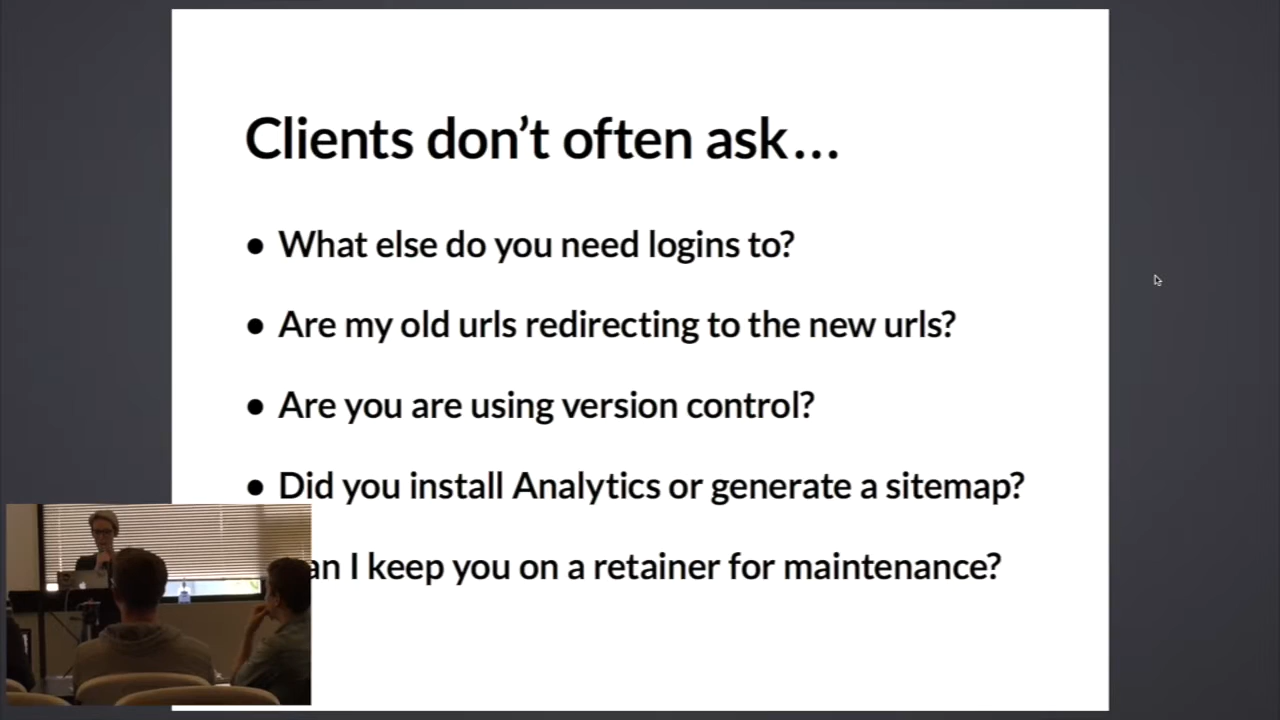 Clients don’t often ask…
• What else do you need logins to?
• Are my old urls redirecting to the new urls?
• Are you are using version control?
• Did you install Analytics or generate a sitemap?
I keep you on a retainer for maintenance?